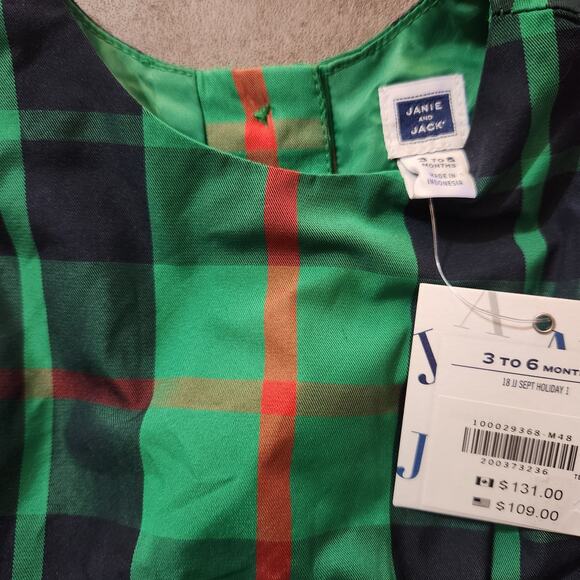 JANIE
AND
JACK
3 TO 6
MONTHS
MADE IN
INDONESIA
3 TO 6 MONT
18 JJ SEPT HOLIDAY 1
100029368-M48
200373236
$131.00
$109.00